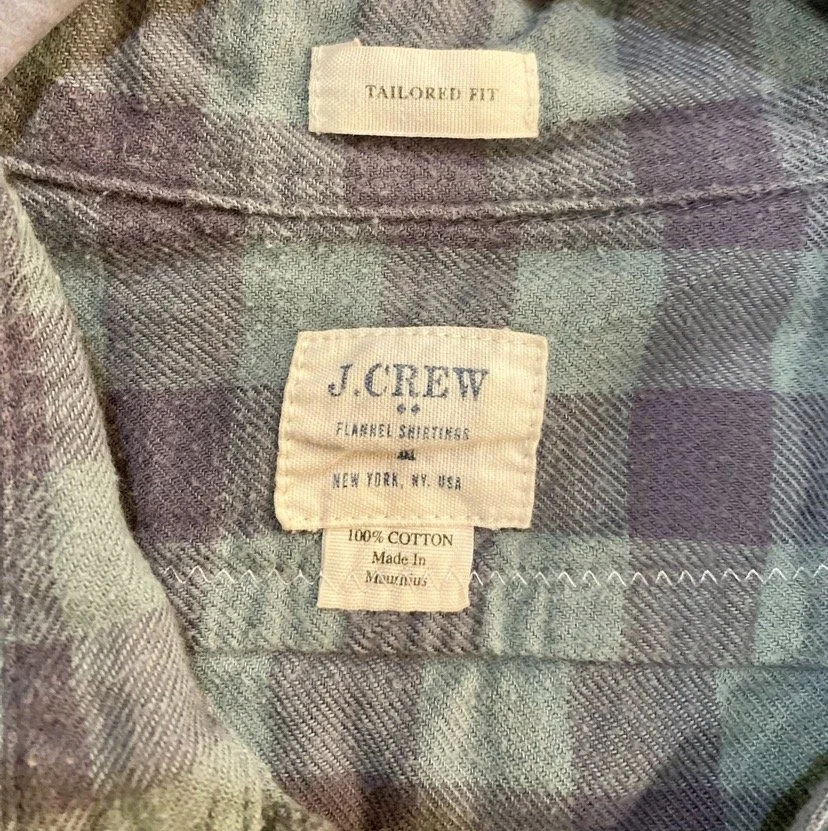 TAILORED FIT
J.CREW
FLANNEL SHIRTINGS
NEW YORK, NY. USA
100% COTTON
Made In
Mauritius